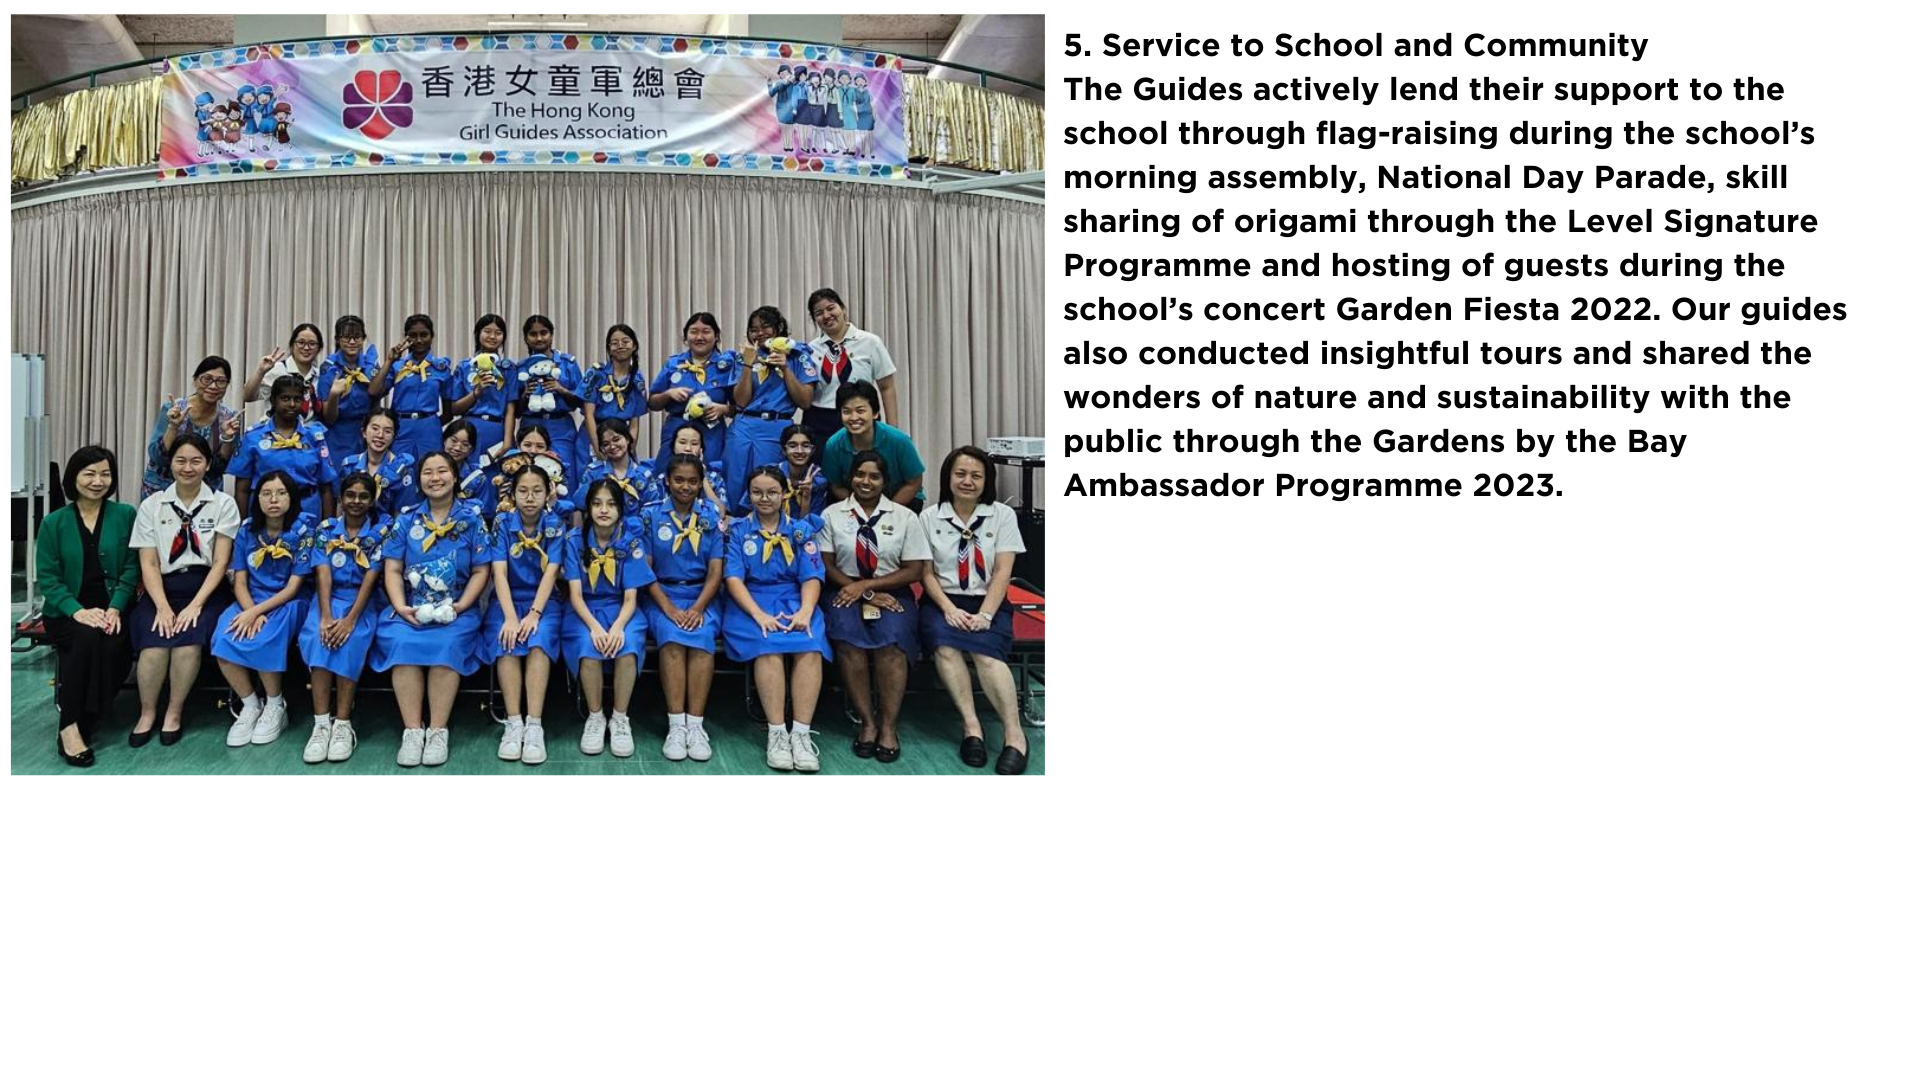 香港女童軍總會
The Hong Kong
Girl Guides Association
5. Service to School and Community
The Guides actively lend their support to the
school through flag-raising during the school’s
morning assembly, National Day Parade, skill
sharing of origami through the Level Signature
Programme and hosting of guests during the
school’s concert Garden Fiesta 2022. Our guides
also conducted insightful tours and shared the
wonders of nature and sustainability with the
public through the Gardens by the Bay
Ambassador Programme 2023.